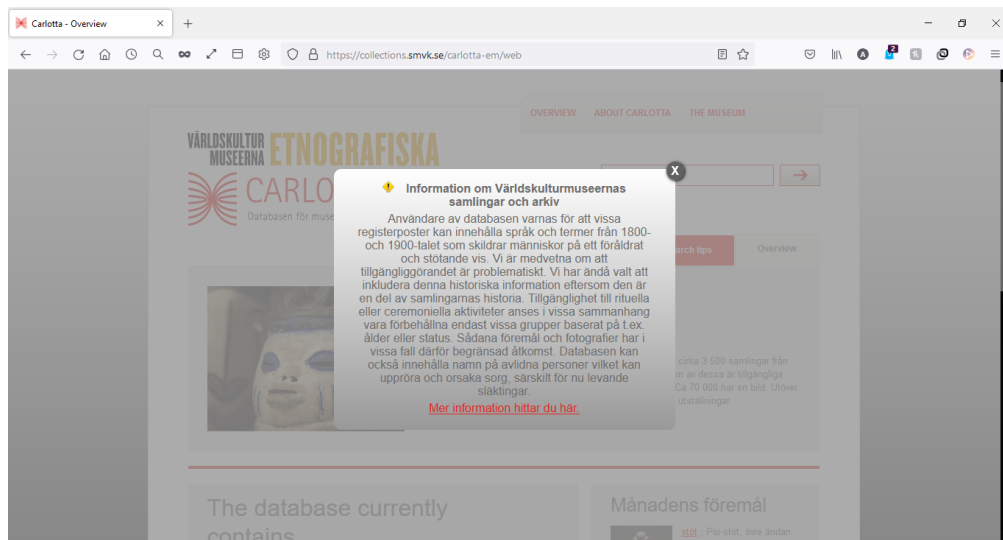 Carlotta - Overview
https://collections.smvk.se/carlotta-em/web
2
OVERVIEW ABOUT CARLOTTA THE MUSEUM
VÄRLDSKULTUR
MUSEERNA ETNOGRAFISKA
CARLO
Databasen för muse
X
Information om Världskulturmuseernas
samlingar och arkiv
Användare av databasen varnas för att vissa
registerposter kan innehålla språk och termer från 1800-
och 1900-talet som skildrar människor på ett föråldrat
och stötande vis. Vi är medvetna om att
tillgängliggörandet är problematiskt. Vi har ändå valt att
inkludera denna historiska information eftersom den är
en del av samlingarnas historia. Tillgänglighet till rituella
eller ceremoniella aktiviteter anses i vissa sammanhang
vara förbehållna endast vissa grupper baserat på t.ex.
ålder eller status. Sådana föremål och fotografier har i
vissa fall därför begränsad åtkomst. Databasen kan
också innehålla namn på avlidna personer vilket kan
uppröra och orsaka sorg, särskilt för nu levande
släktingar.
Mer information hittar du här.
arch tips Overview
cirka 3 500 samlingar från
en av dessa är tillgängliga
Ca 70 000 har en bild. Utöver
utställningar.
The database currently
contains
Månadens föremål
stöt , Poi-stöt, övre ändan